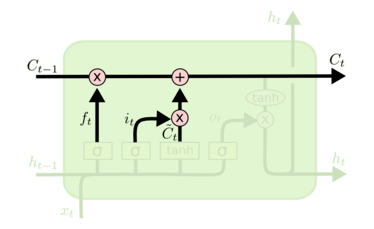 h_t
C_{t-1} x + C_t
tanh
f_t i_t x o_t x
C̃_t
σ σ tanh σ
h_{t-1} h_t
x_t